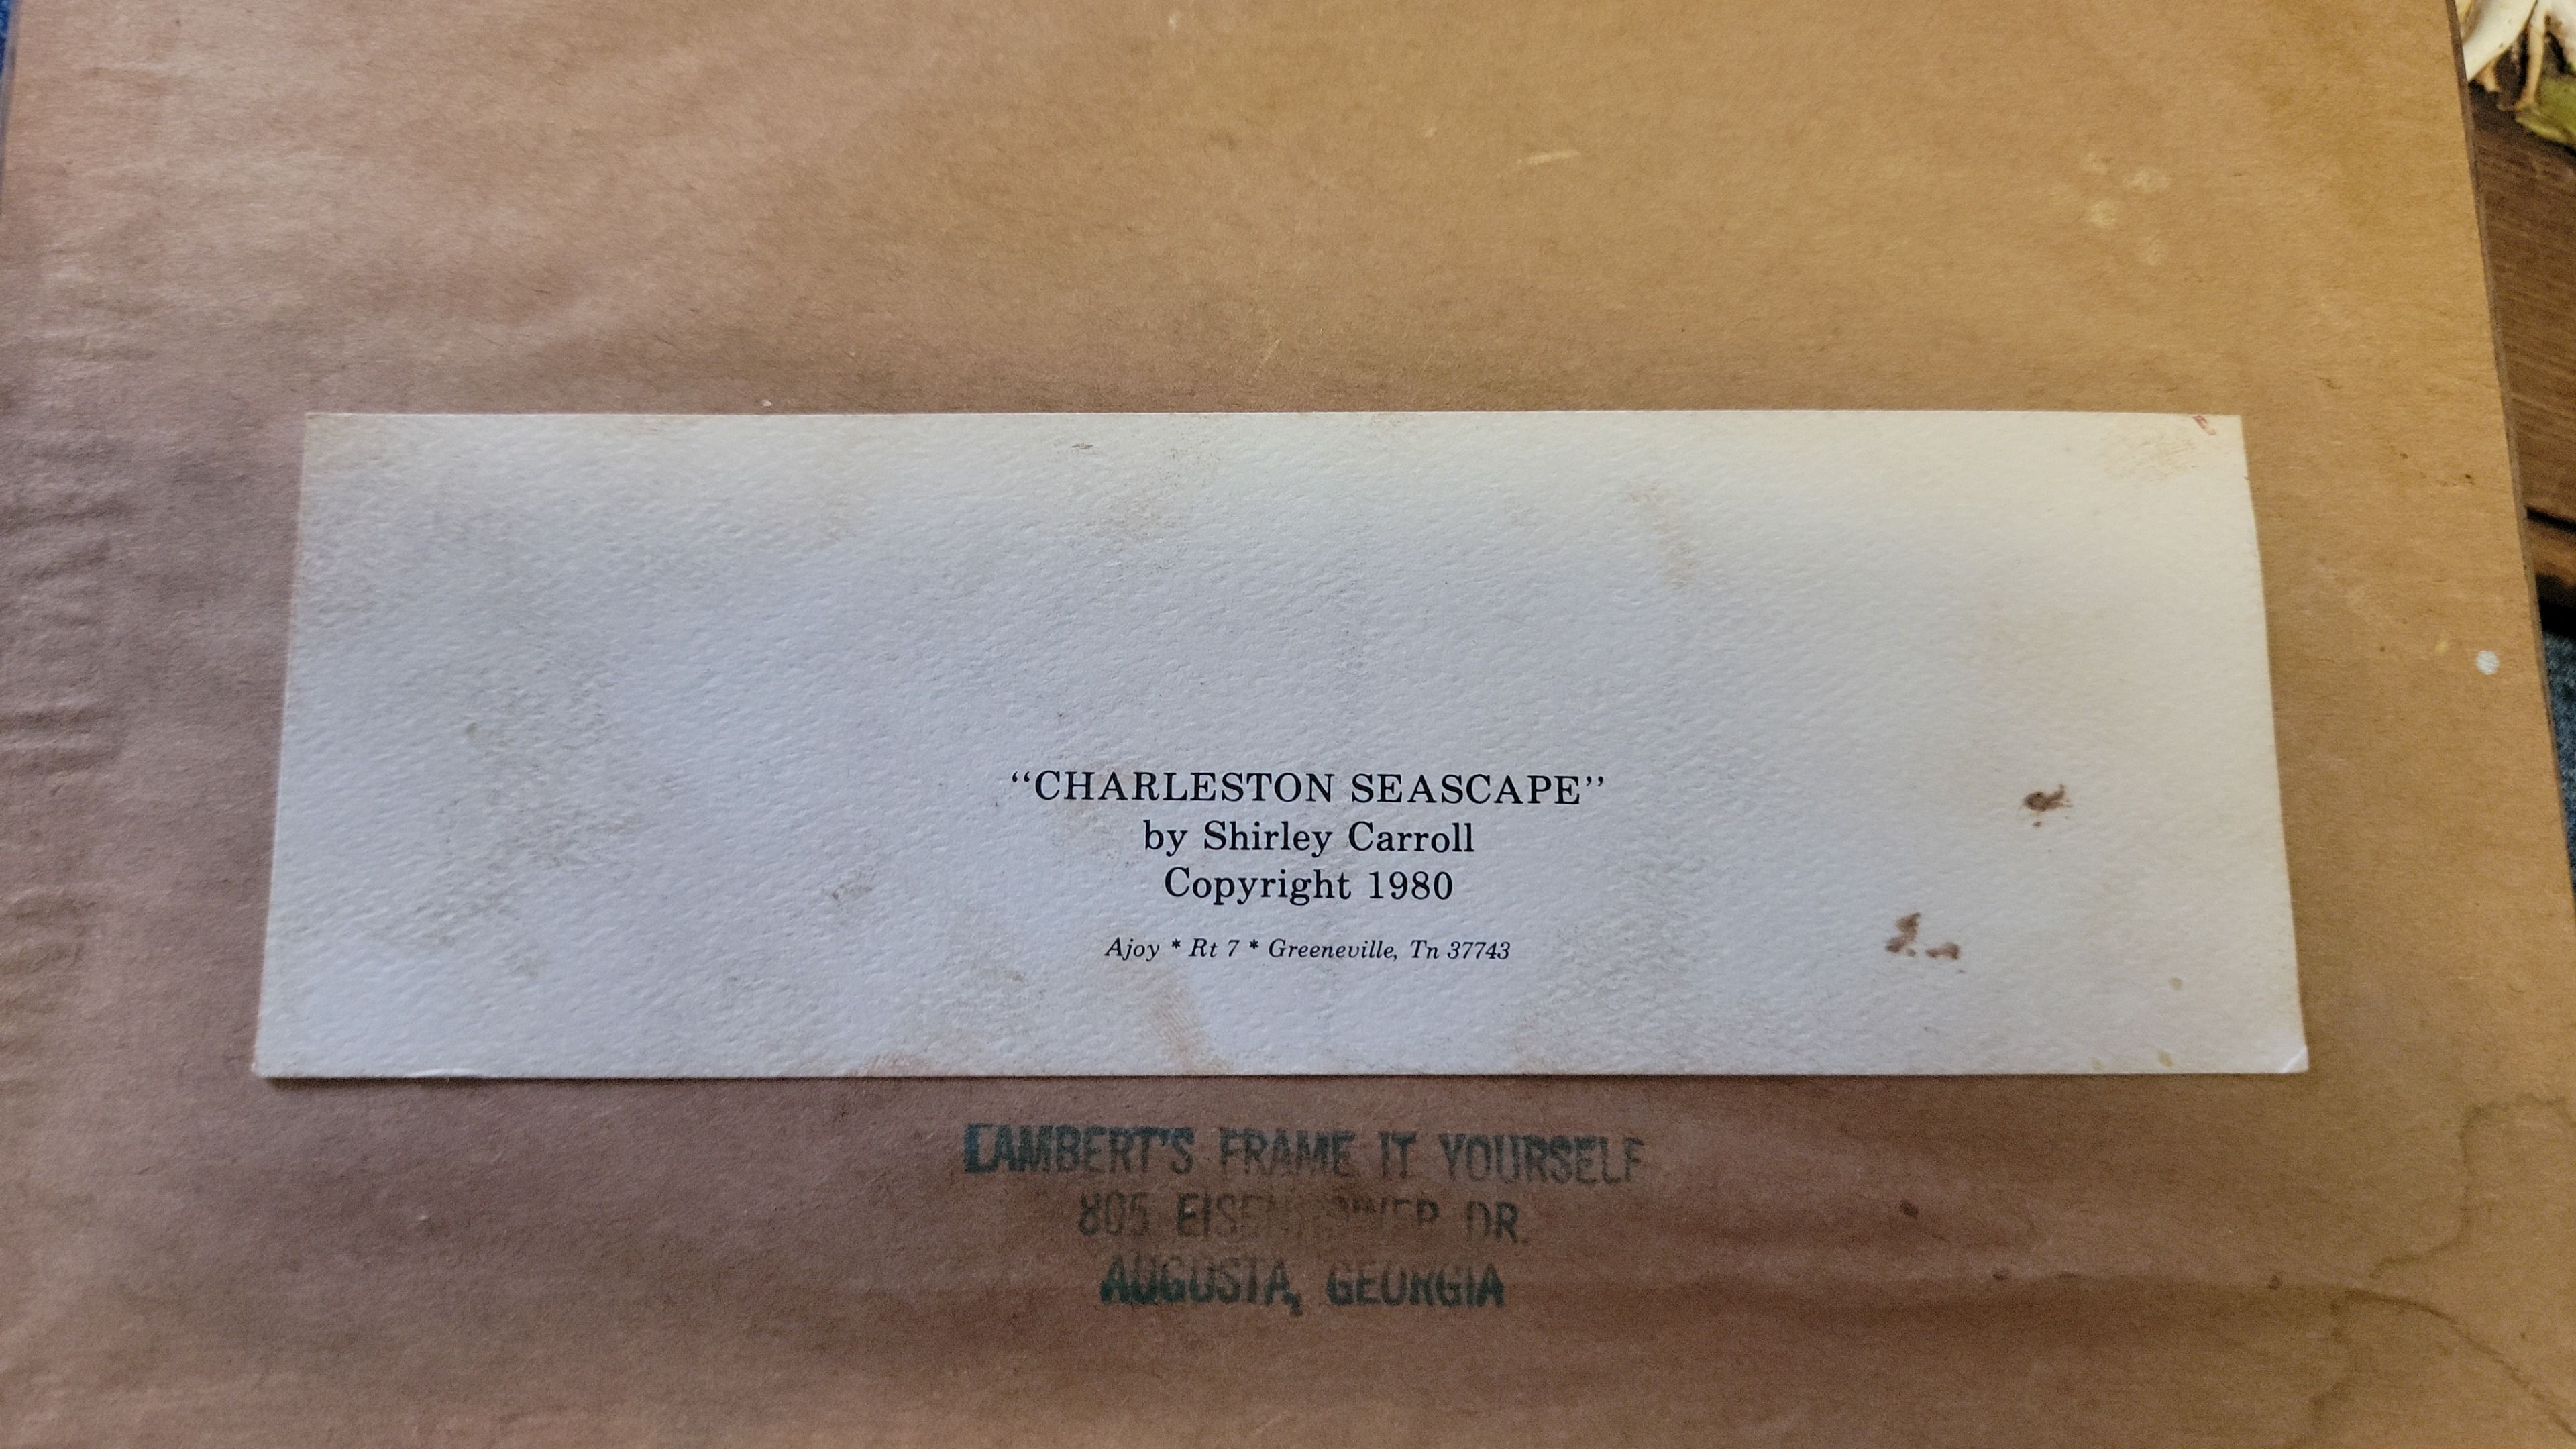 “CHARLESTON SEASCAPE”
by Shirley Carroll
Copyright 1980
Ajoy * Rt 7 * Greeneville, Tn 37743
LAMBERT'S FRAME IT YOURSELF
805 EISENHOWER DR.
AUGUSTA, GEORGIA